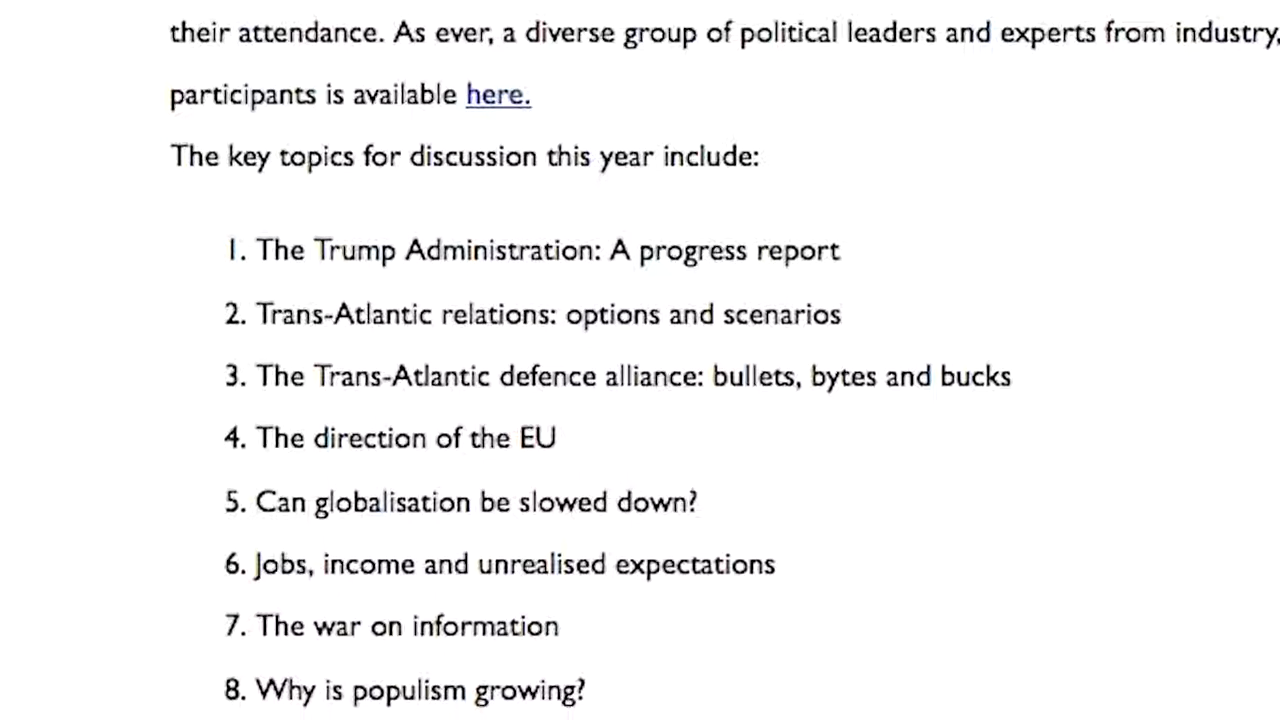 their attendance. As ever, a diverse group of political leaders and experts from industry,
participants is available here.
The key topics for discussion this year include:
1. The Trump Administration: A progress report
2. Trans-Atlantic relations: options and scenarios
3. The Trans-Atlantic defence alliance: bullets, bytes and bucks
4. The direction of the EU
5. Can globalisation be slowed down?
6. Jobs, income and unrealised expectations
7. The war on information
8. Why is populism growing?